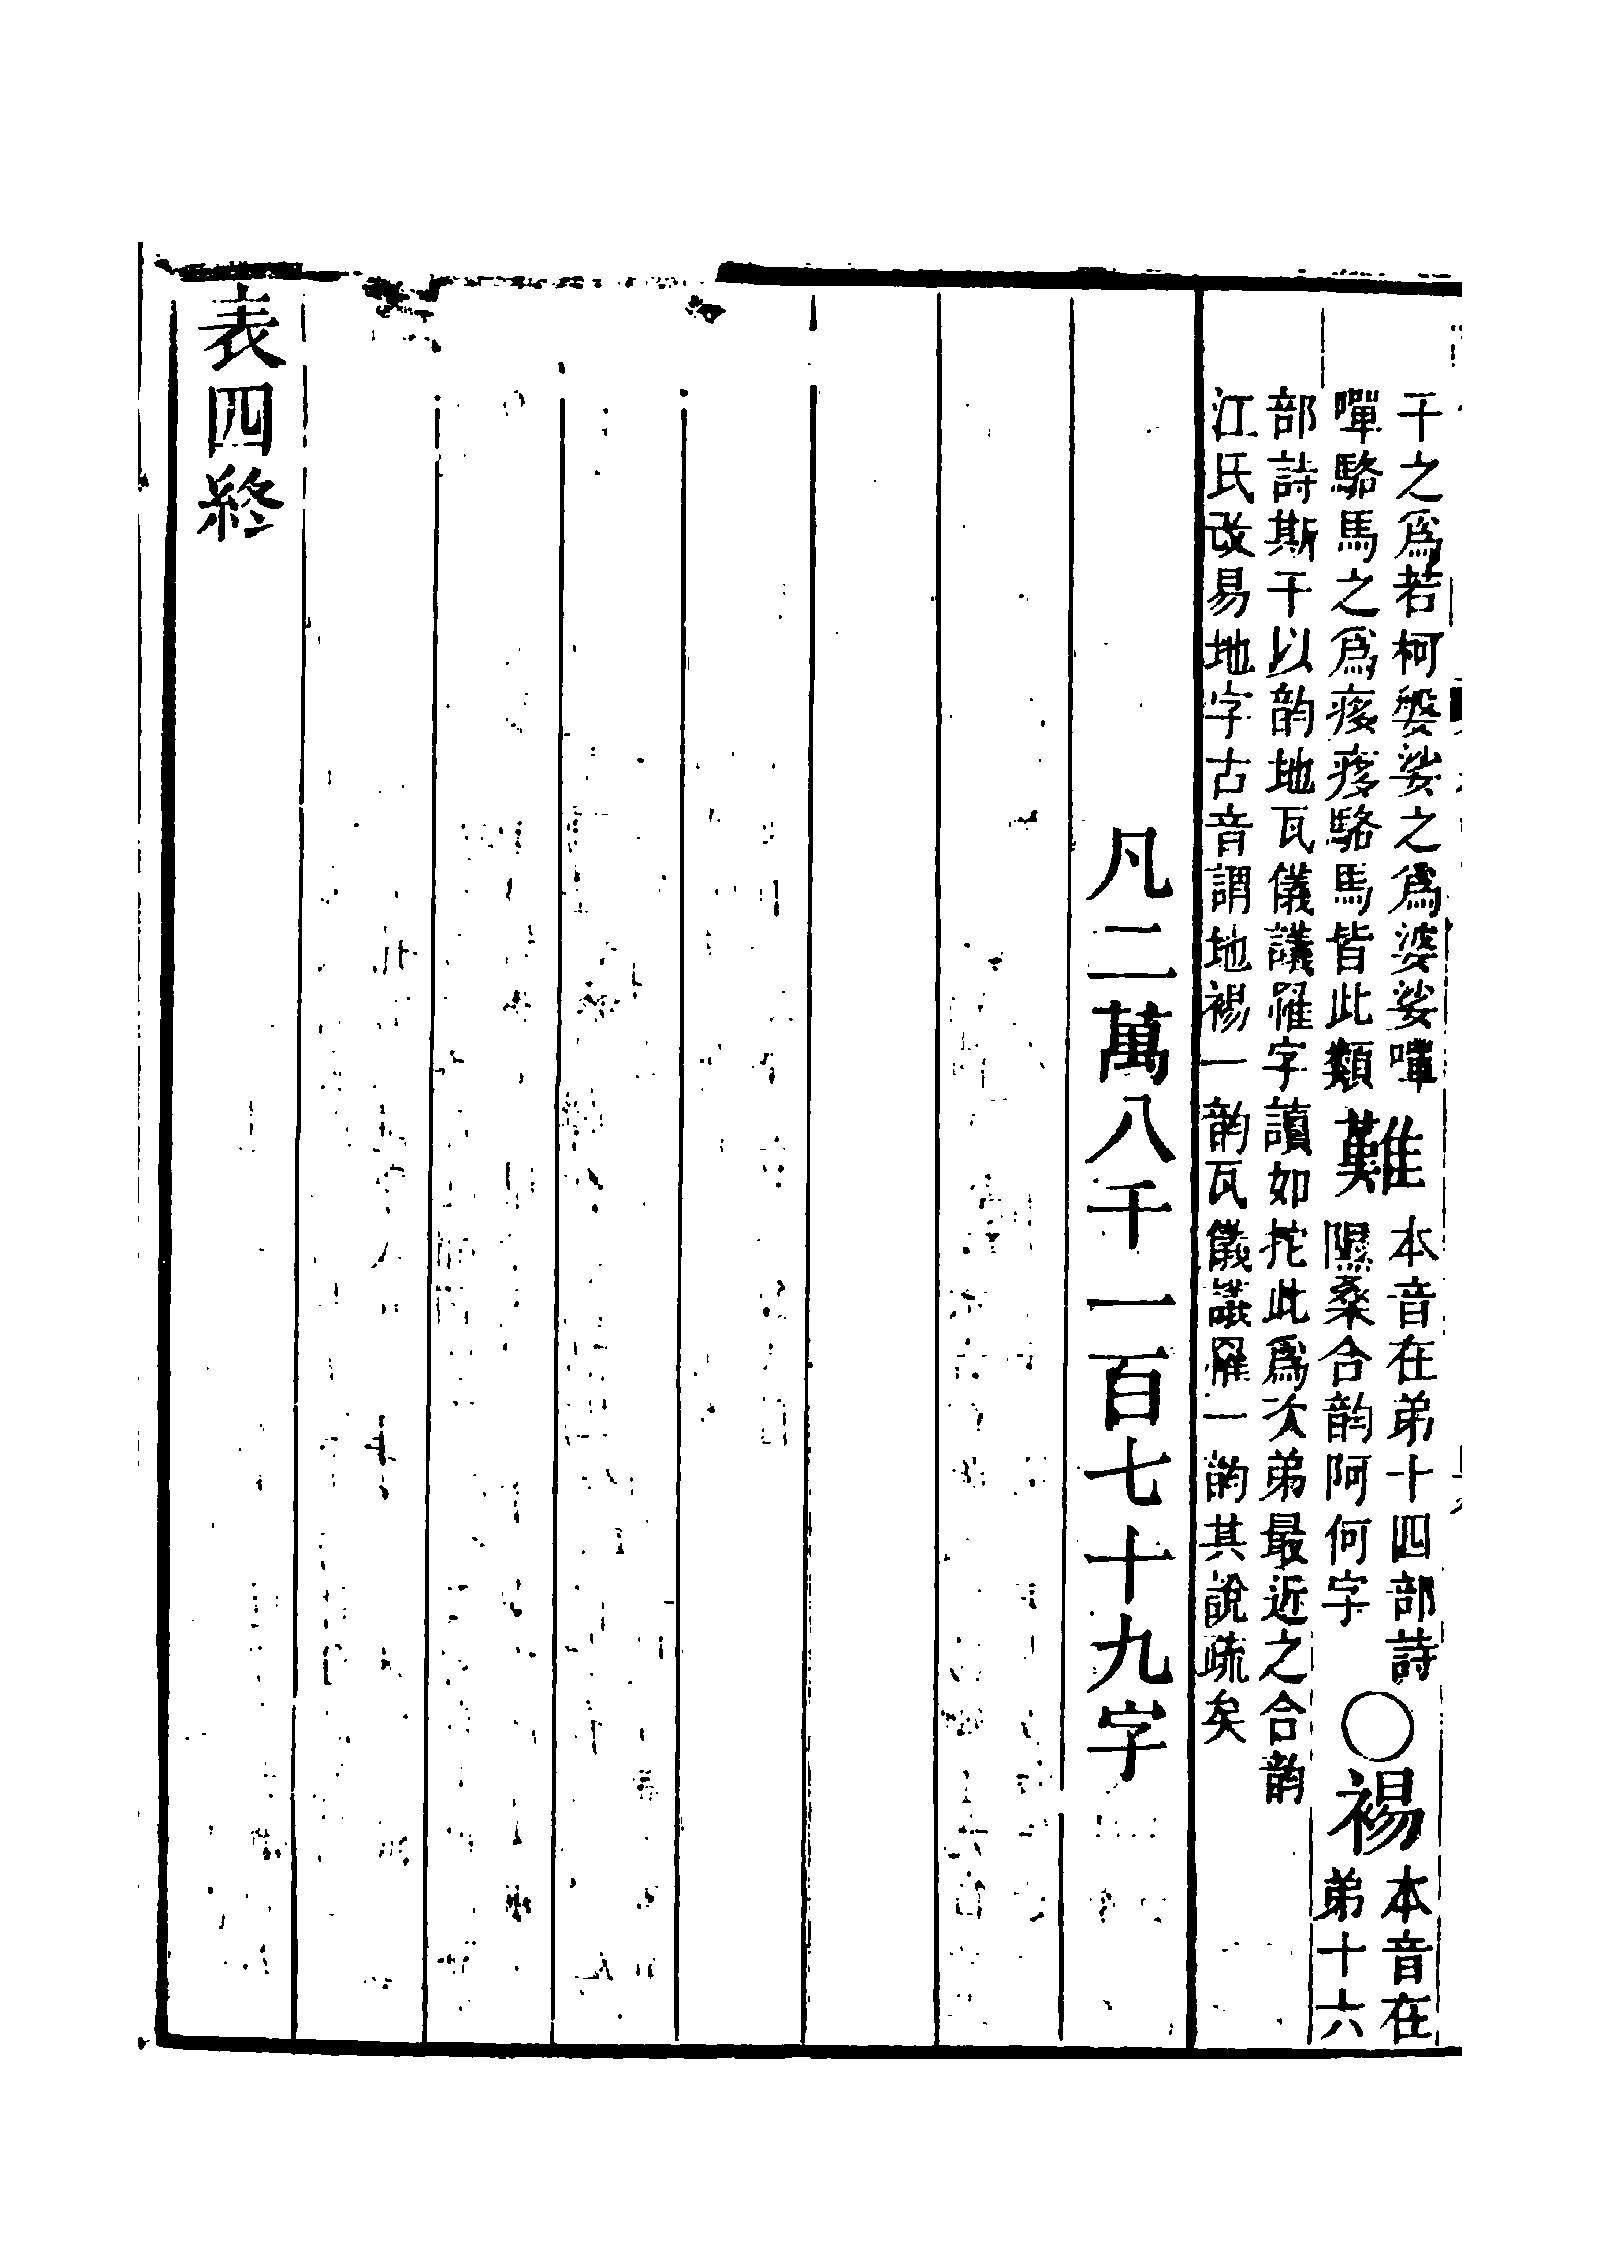 干之爲若柯媻娑之爲婆娑嘽
嘽駱馬之爲痑痑駱馬皆此類
難
本音在弟十四部詩
隰桑合韵阿何字
○裼
本音在
弟十六
部詩斯干以韵地瓦儀議罹字讀如拕此爲次弟最近之合韵
江氏改易地字古音謂地裼一韵瓦儀議罹一韵其說疏矣
凡二萬八千一百七十九字
表四終